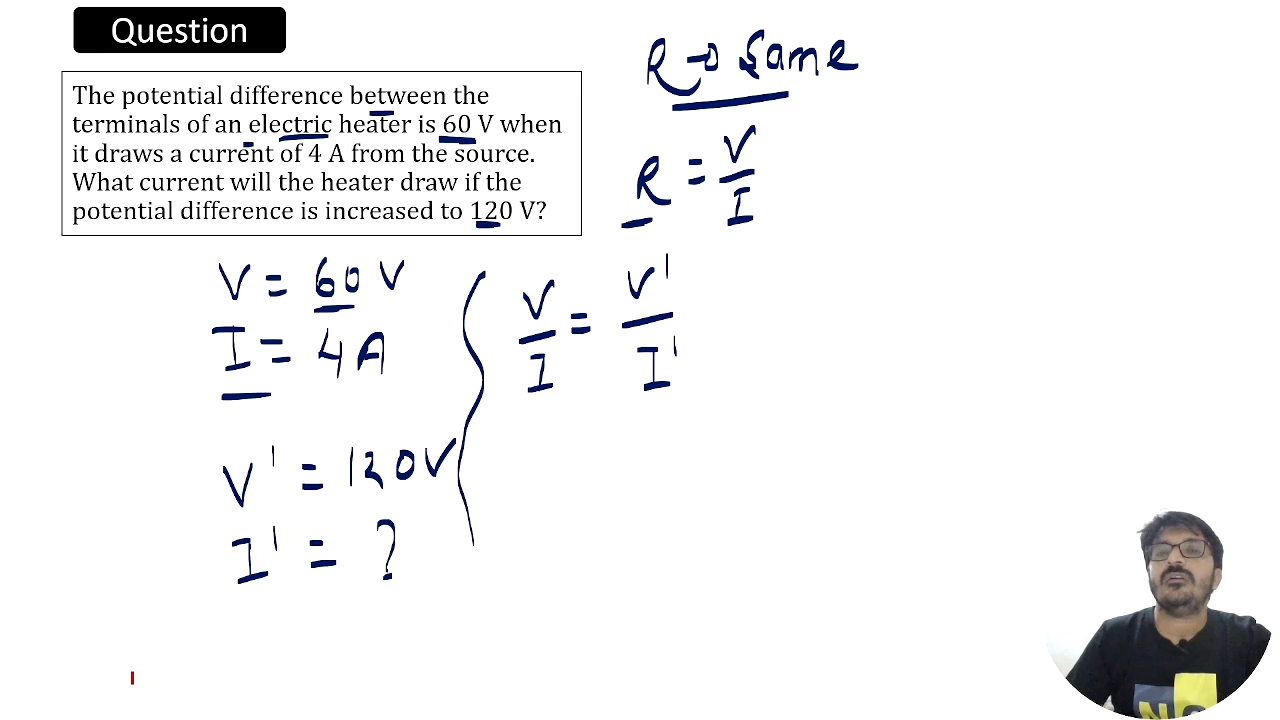 Question
The potential difference between the
terminals of an electric heater is 60 V when
it draws a current of 4 A from the source.
What current will the heater draw if the
potential difference is increased to 120 V?
R → Same
R = V/I
V = 60 V
I = 4A
V' = 120V
I' = ?
V/I = V'/I'